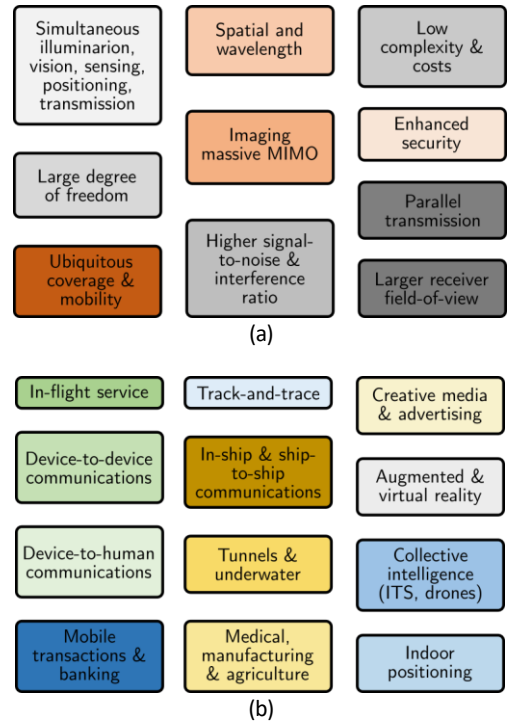 Simultaneous
illuminarion,
vision, sensing,
positioning,
transmission
Large degree
of freedom
Ubiquitous
coverage &
mobility
Spatial and
wavelength
Imaging
massive MIMO
Higher signal-
to-noise &
interference
ratio
Low
complexity &
costs
Enhanced
security
Parallel
transmission
Larger receiver
field-of-view
(a)
In-flight service
Device-to-device
communications
Device-to-human
communications
Mobile
transactions &
banking
Track-and-trace
In-ship & ship-
to-ship
communications
Tunnels &
underwater
Medical,
manufacturing
& agriculture
Creative media
& advertising
Augmented &
virtual reality
Collective
intelligence
(ITS, drones)
Indoor
positioning
(b)